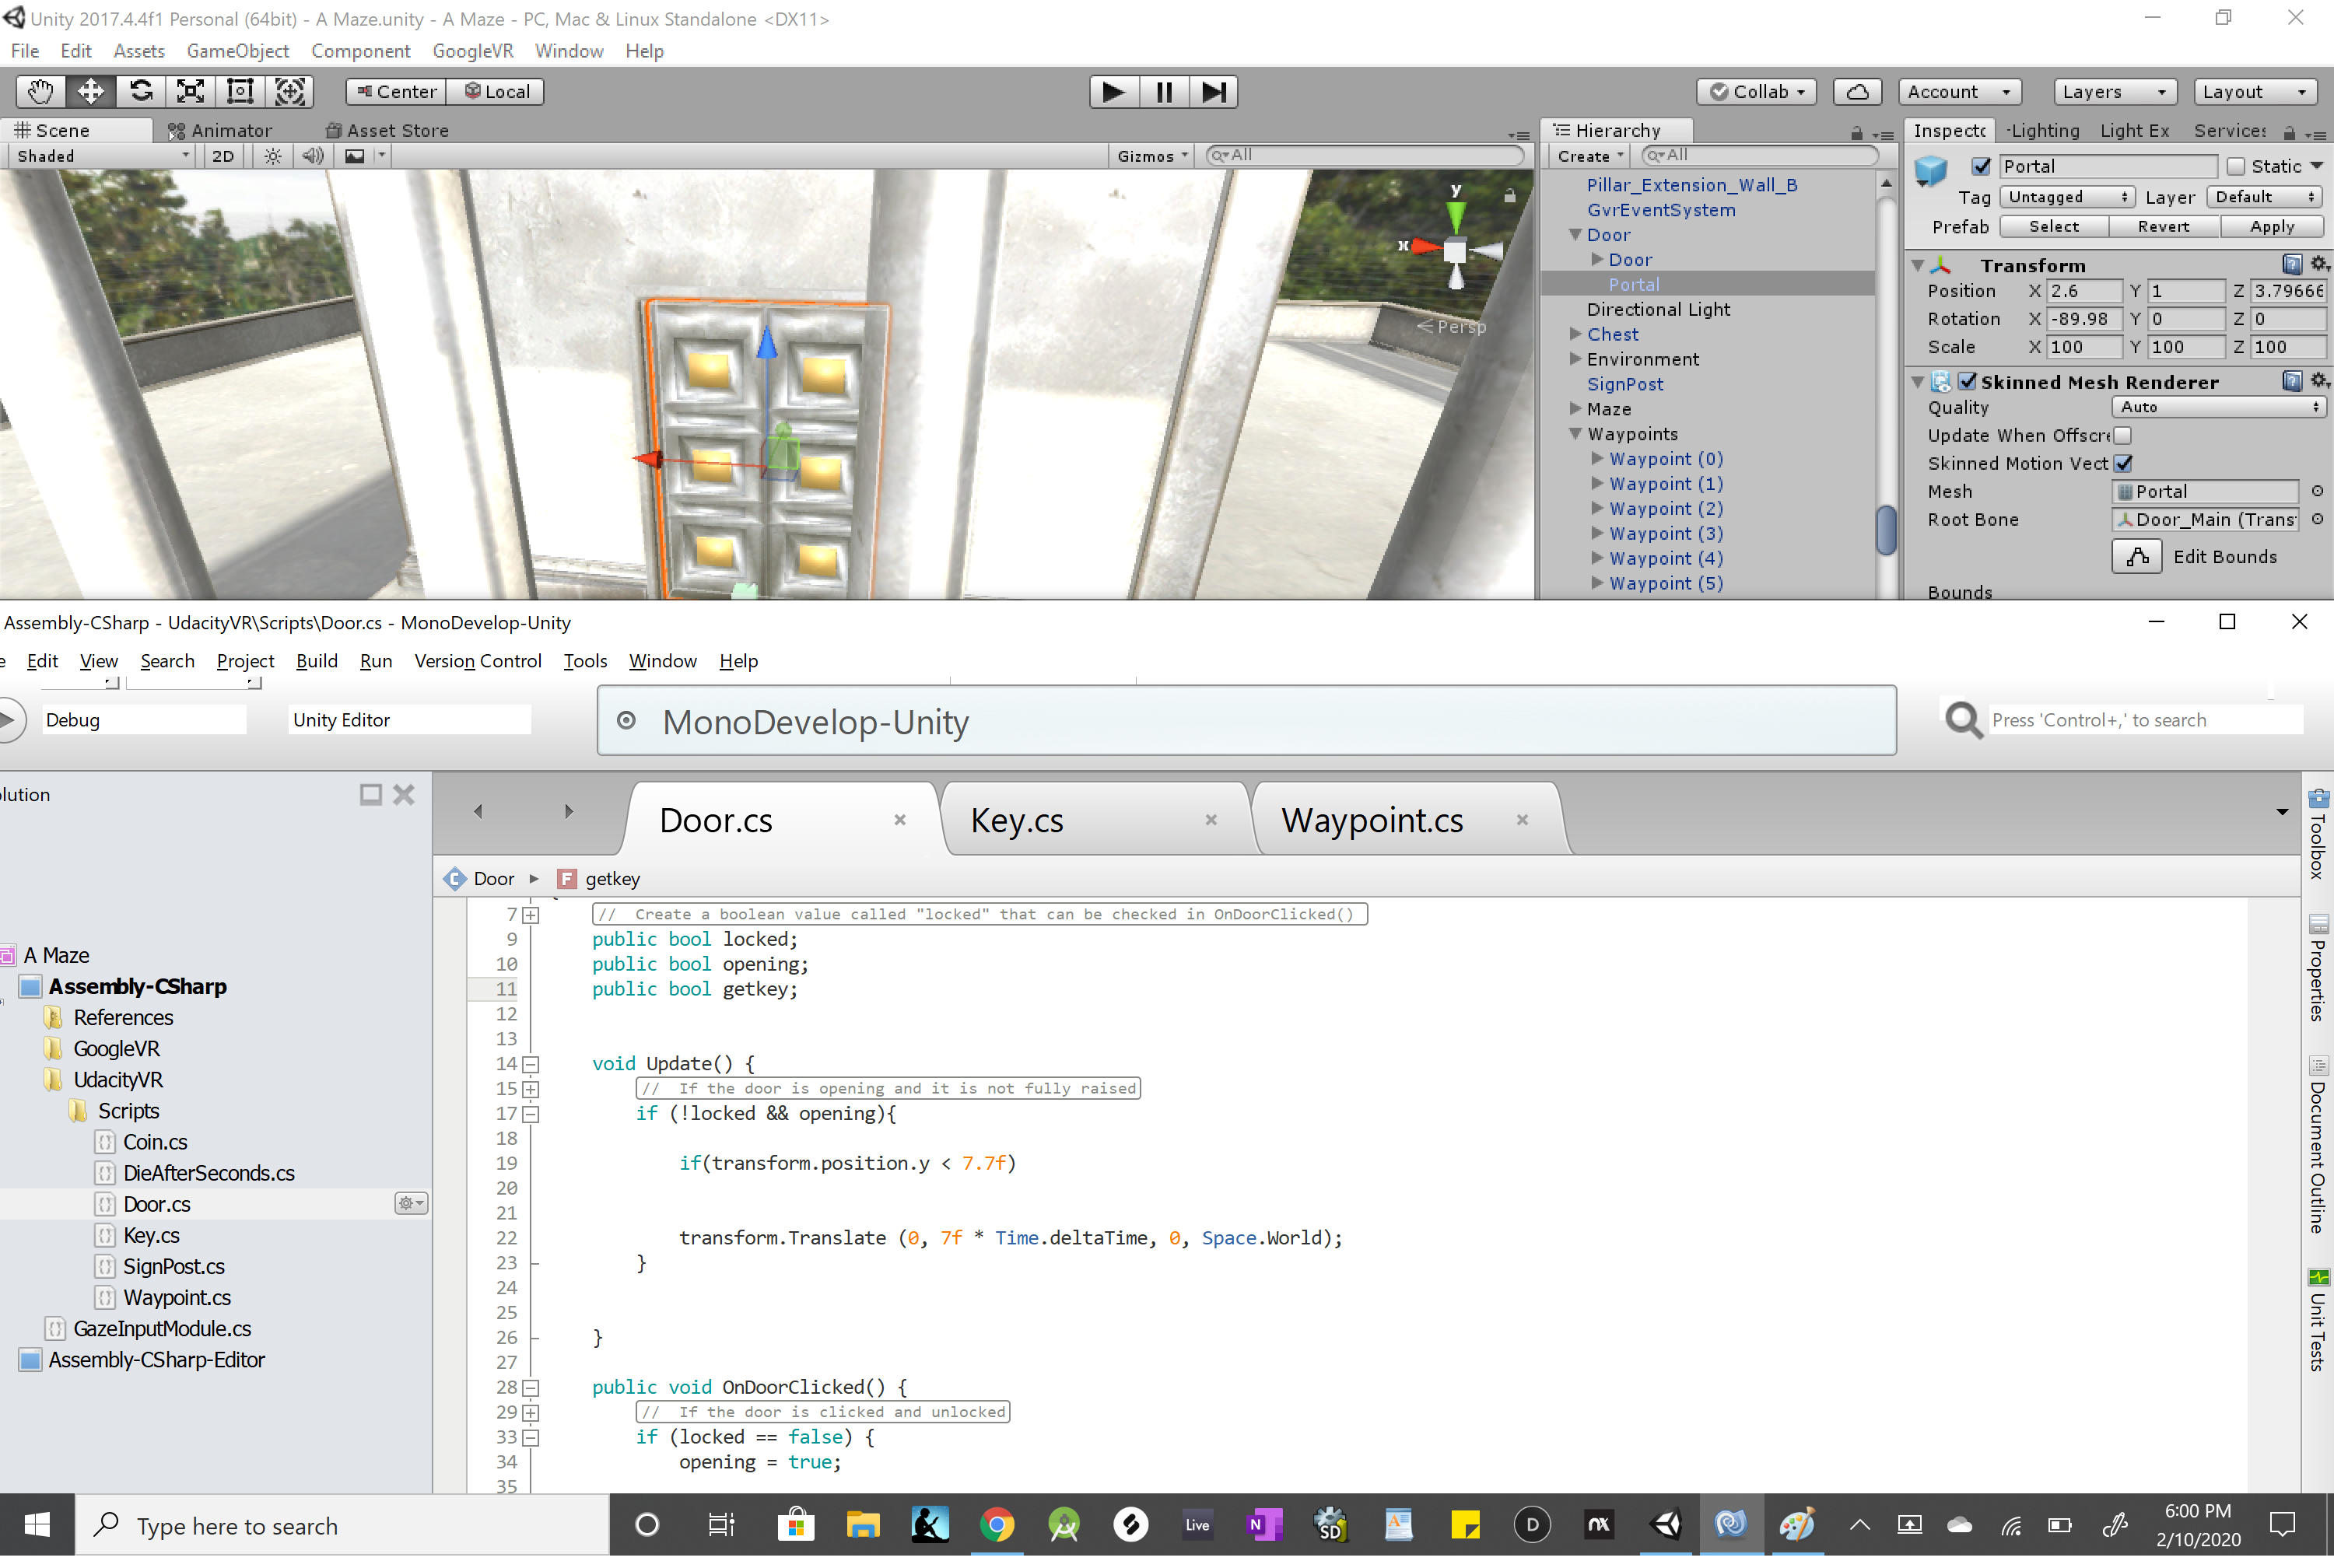 Unity 2017.4.4f1 Personal (64bit) - A Maze.unity - A Maze - PC, Mac & Linux Standalone <DX11>
File Edit Assets GameObject Component GoogleVR Window Help
Center Local Collab Account Layers Layout
Scene Animator Asset Store
Shaded 2D Gizmos All
y
x
Persp
Hierarchy
Create All
Pillar_Extension_Wall_B
GvrEventSystem
Door
Door
Portal
Directional Light
Chest
Environment
SignPost
Maze
Waypoints
Waypoint (0)
Waypoint (1)
Waypoint (2)
Waypoint (3)
Waypoint (4)
Waypoint (5)
Inspecto Lighting Light Ex Services
Portal Static
Tag Untagged Layer Default
Prefab Select Revert Apply
Transform
Position X 2.6 Y 1 Z 3.79666
Rotation X -89.98 Y 0 Z 0
Scale X 100 Y 100 Z 100
Skinned Mesh Renderer
Quality Auto
Update When Offscre
Skinned Motion Vect
Mesh Portal
Root Bone Door_Main (Trans
Edit Bounds
Bounds
Assembly-CSharp - UdacityVR\Scripts\Door.cs - MonoDevelop-Unity
e Edit View Search Project Build Run Version Control Tools Window Help
Debug Unity Editor MonoDevelop-Unity Press 'Control+,' to search
lution
A Maze
Assembly-CSharp
References
GoogleVR
UdacityVR
Scripts
Coin.cs
DieAfterSeconds.cs
Door.cs
Key.cs
SignPost.cs
Waypoint.cs
GazeInputModule.cs
Assembly-CSharp-Editor
Door.cs Key.cs Waypoint.cs
Door getkey
7 // Create a boolean value called "locked" that can be checked in OnDoorClicked()
9 public bool locked;
10 public bool opening;
11 public bool getkey;
12
13
14 void Update() {
15 // If the door is opening and it is not fully raised
17 if (!locked && opening){
18
19 if(transform.position.y < 7.7f)
20
21
22 transform.Translate (0, 7f * Time.deltaTime, 0, Space.World);
23 }
24
25
26 }
27
28 public void OnDoorClicked() {
29 // If the door is clicked and unlocked
33 if (locked == false) {
34 opening = true;
35
Toolbox
Properties
Document Outline
Unit Tests
Type here to search
Live
N
SD
D
nx
6:00 PM
2/10/2020